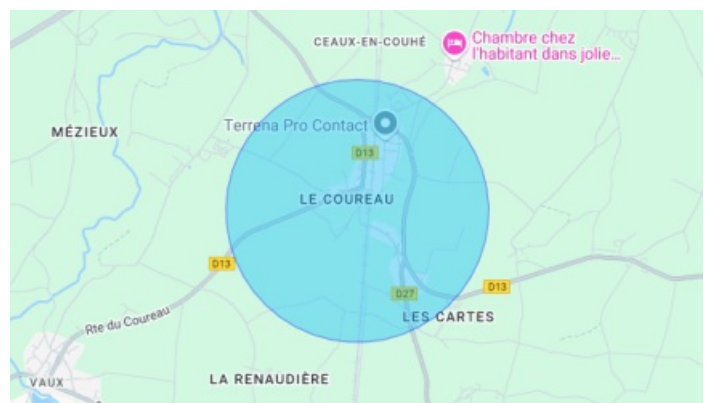 CEAUX-EN-COUHÉ
Chambre chez
l'habitant dans jolie...
MÉZIEUX
Terrena Pro Contact
D13
LE COUREAU
D13
D13
D27
Rte du Coureau
LES CARTES
LA RENAUDIÈRE
VAUX